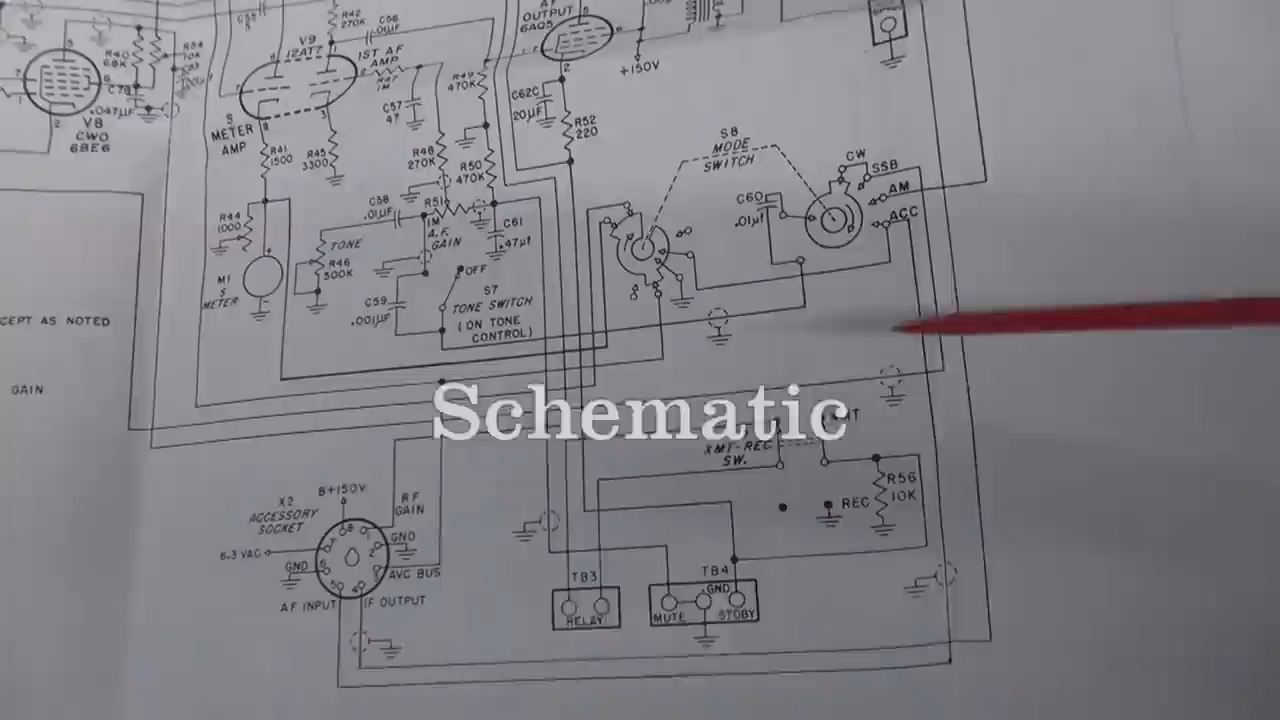 R42
270K
C56
.01µF
OUTPUT
6AQ5
+150V
V9
12AT7
1ST AF
AMP
R47
1M
R40
68K
R54
10K
C78
.047µF
V8
CWO
6BE6
S
METER
AMP
R41
1500
R45
3300
C57
47
R49
470K
C62C
20µF
R52
220
R48
270K
R50
470K
S8
MODE
SWITCH
CW
SSB
AM
ACC
C60
.01µF
R44
1000
M1
S
METER
TONE
R46
500K
C58
.01µF
R51
1M
A.F.
GAIN
C61
.47µF
C59
.001µF
OFF
S7
TONE SWITCH
(ON TONE
CONTROL)
CEPT AS NOTED
GAIN
Schematic
XMT-REC
SW.
R56
10K
REC
X2
ACCESSORY
SOCKET
B+150V
RF
GAIN
6.3 VAC
GND
GND
AVC BUS
AF INPUT
IF OUTPUT
TB3
RELAY
TB4
GND
MUTE
STDBY